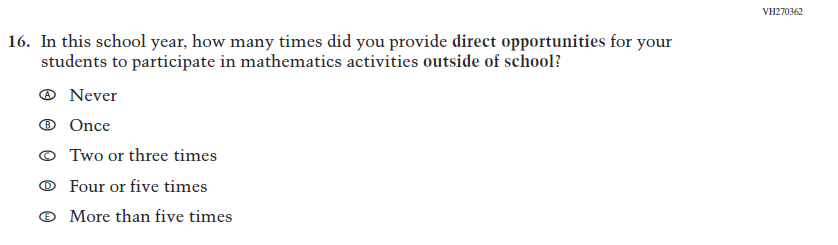 VH270362
16. In this school year, how many times did you provide direct opportunities for your
students to participate in mathematics activities outside of school?
A Never
B Once
C Two or three times
D Four or five times
E More than five times